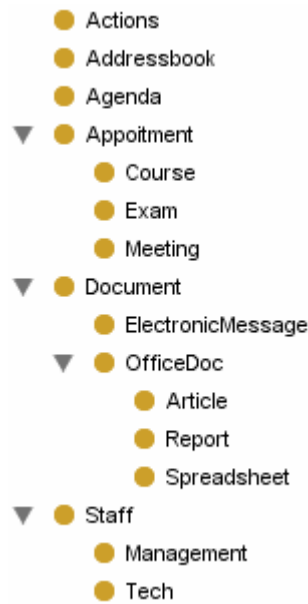 Actions
Addressbook
Agenda
Appoitment
Course
Exam
Meeting
Document
ElectronicMessage
OfficeDoc
Article
Report
Spreadsheet
Staff
Management
Tech